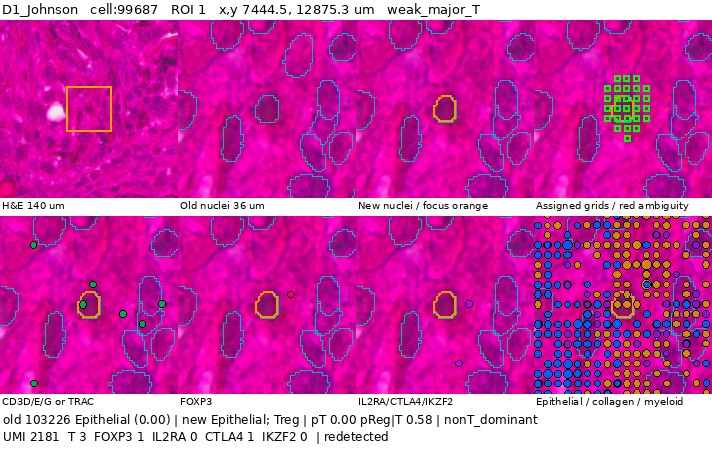 D1_Johnson cell:99687 ROI 1 x,y 7444.5, 12875.3 um weak_major_T
H&E 140 um
Old nuclei 36 um
New nuclei / focus orange
Assigned grids / red ambiguity
CD3D/E/G or TRAC
FOXP3
IL2RA/CTLA4/IKZF2
Epithelial / collagen / myeloid
old 103226 Epithelial (0.00) | new Epithelial; Treg | pT 0.00 pReg|T 0.58 | nonT_dominant
UMI 2181 T 3 FOXP3 1 IL2RA 0 CTLA4 1 IKZF2 0 | redetected